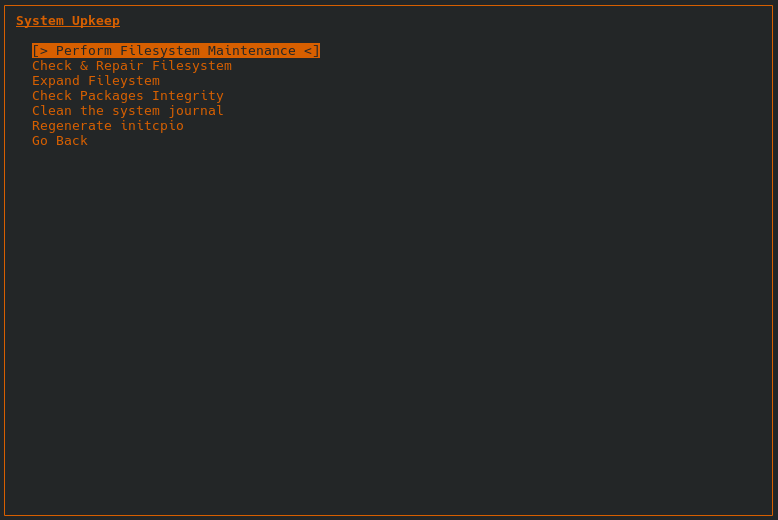 System Upkeep
[> Perform Filesystem Maintenance <]
Check & Repair Filesystem
Expand Fileystem
Check Packages Integrity
Clean the system journal
Regenerate initcpio
Go Back